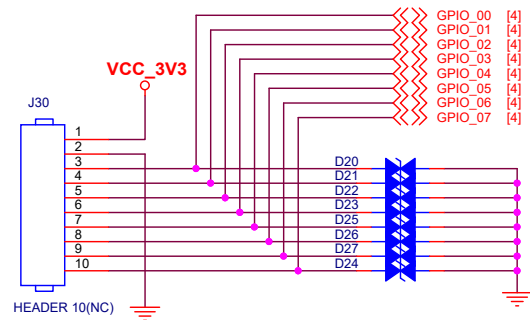 GPIO_00 [4]
GPIO_01 [4]
GPIO_02 [4]
GPIO_03 [4]
GPIO_04 [4]
GPIO_05 [4]
GPIO_06 [4]
GPIO_07 [4]
VCC_3V3
J30
1
2
3 D20
4 D21
5 D22
6 D23
7 D25
8 D26
9 D27
10 D24
HEADER 10(NC)